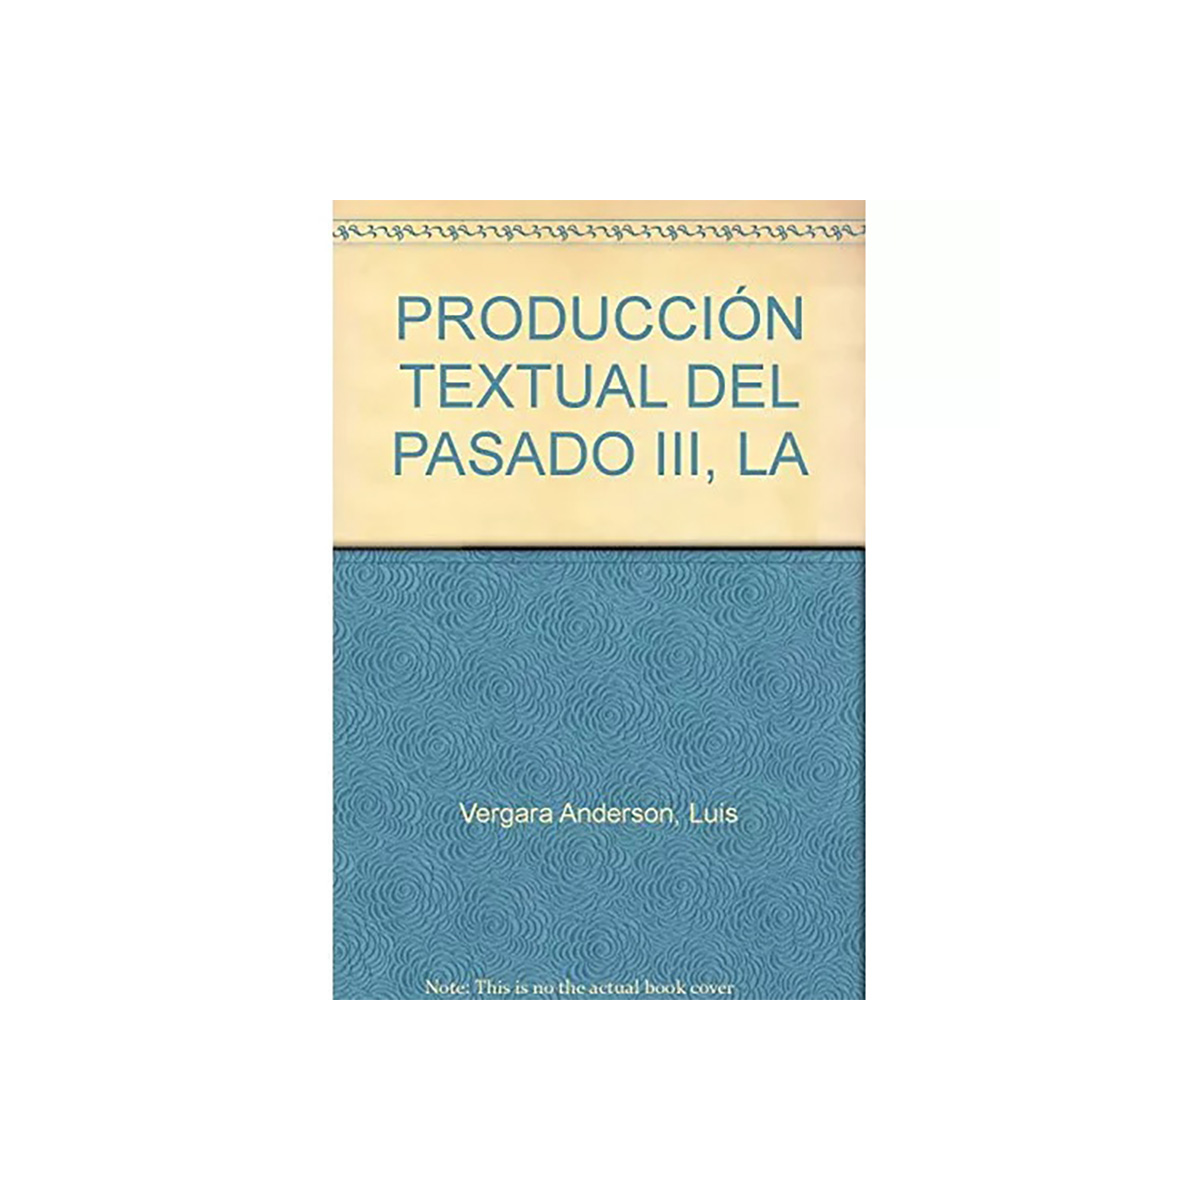 PRODUCCIÓN
TEXTUAL DEL
PASADO III, LA
Vergara Anderson, Luis
Note: This is no the actual book cover